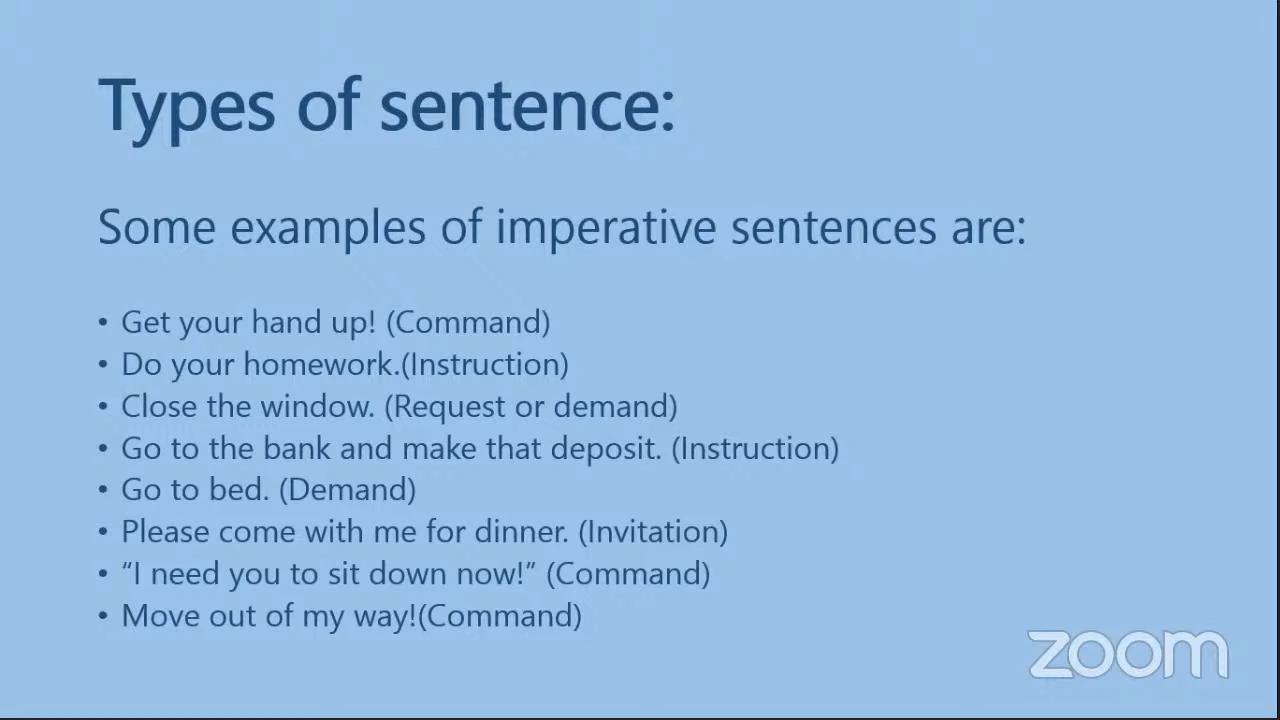 Types of sentence:
Some examples of imperative sentences are:
• Get your hand up! (Command)
• Do your homework.(Instruction)
• Close the window. (Request or demand)
• Go to the bank and make that deposit. (Instruction)
• Go to bed. (Demand)
• Please come with me for dinner. (Invitation)
• “I need you to sit down now!” (Command)
• Move out of my way!(Command)
zoom